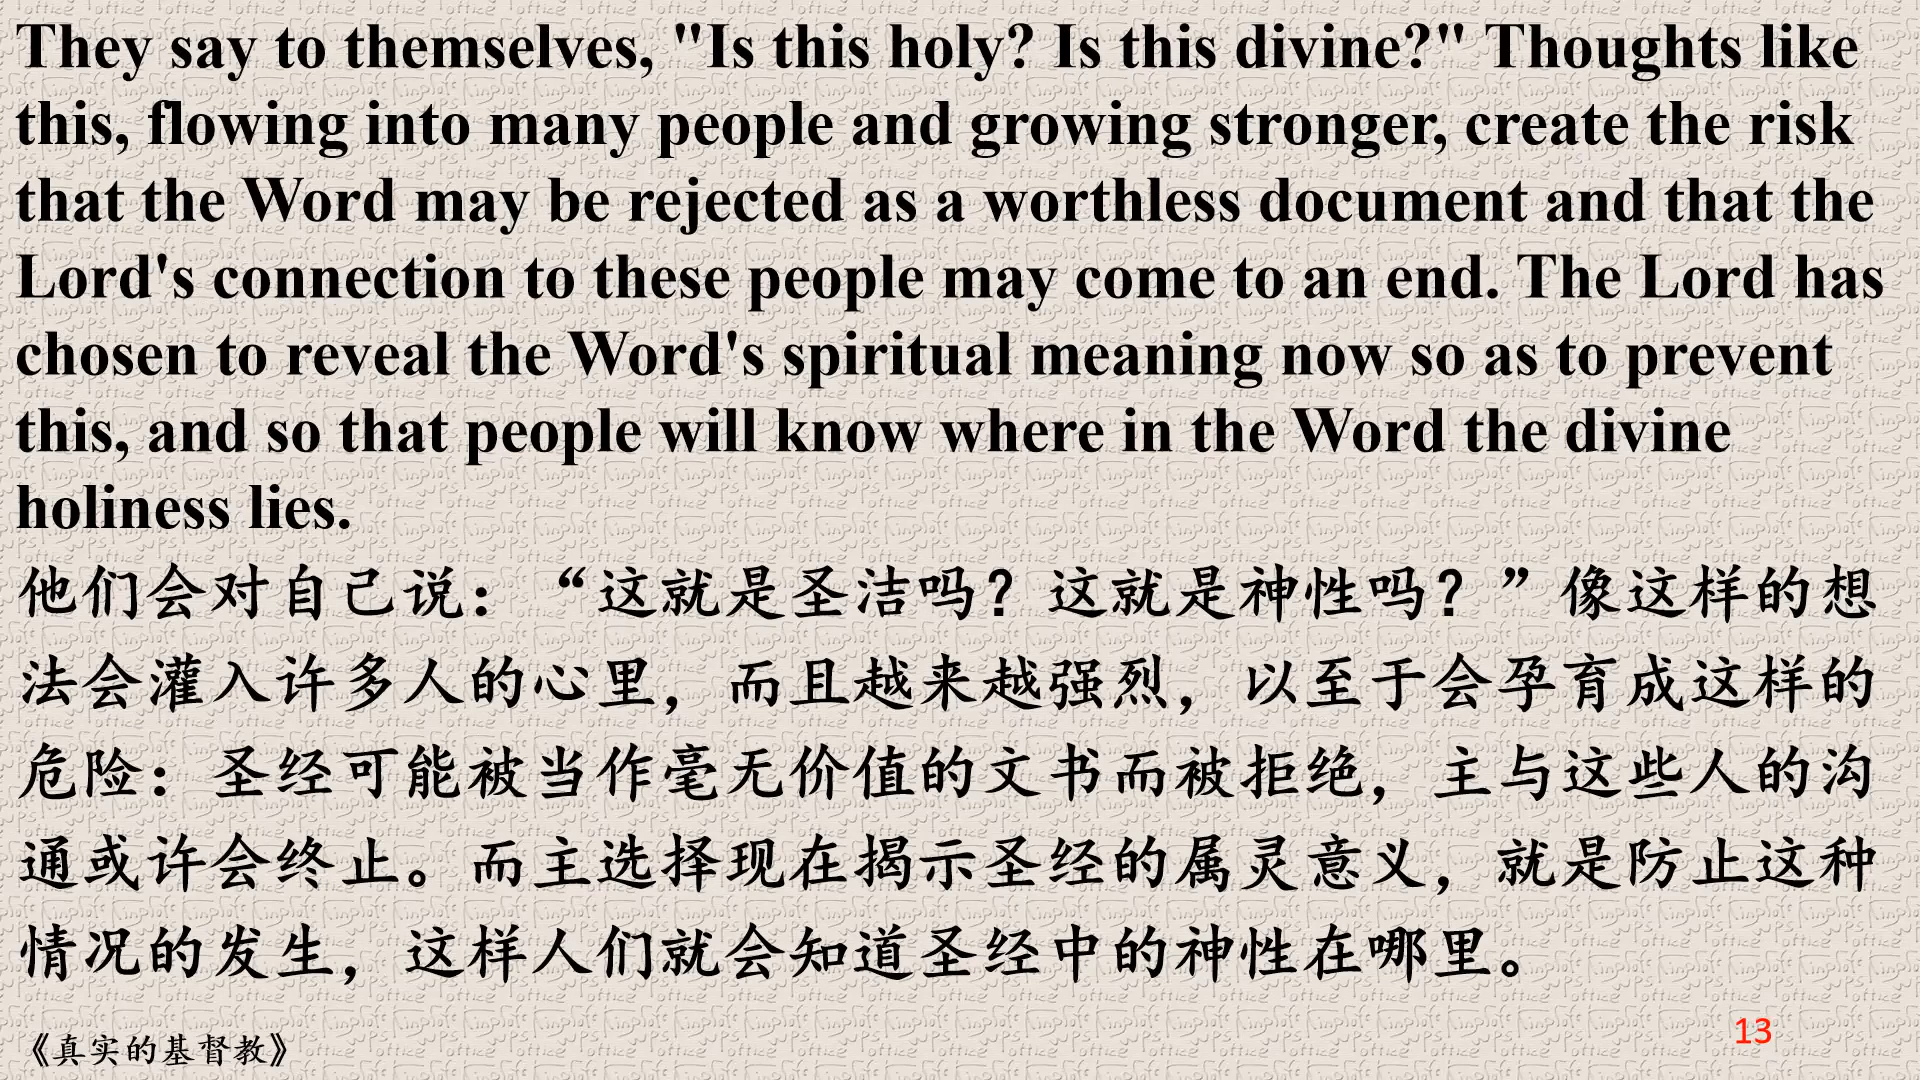 They say to themselves, "Is this holy? Is this divine?" Thoughts like
this, flowing into many people and growing stronger, create the risk
that the Word may be rejected as a worthless document and that the
Lord's connection to these people may come to an end. The Lord has
chosen to reveal the Word's spiritual meaning now so as to prevent
this, and so that people will know where in the Word the divine
holiness lies.
他们会对自己说：“这就是圣洁吗？这就是神性吗？”像这样的想
法会灌入许多人的心里，而且越来越强烈，以至于会孕育成这样的
危险：圣经可能被当作毫无价值的文书而被拒绝，主与这些人的沟
通或许会终止。而主选择现在揭示圣经的属灵意义，就是防止这种
情况的发生，这样人们就会知道圣经中的神性在哪里。
《真实的基督教》
13